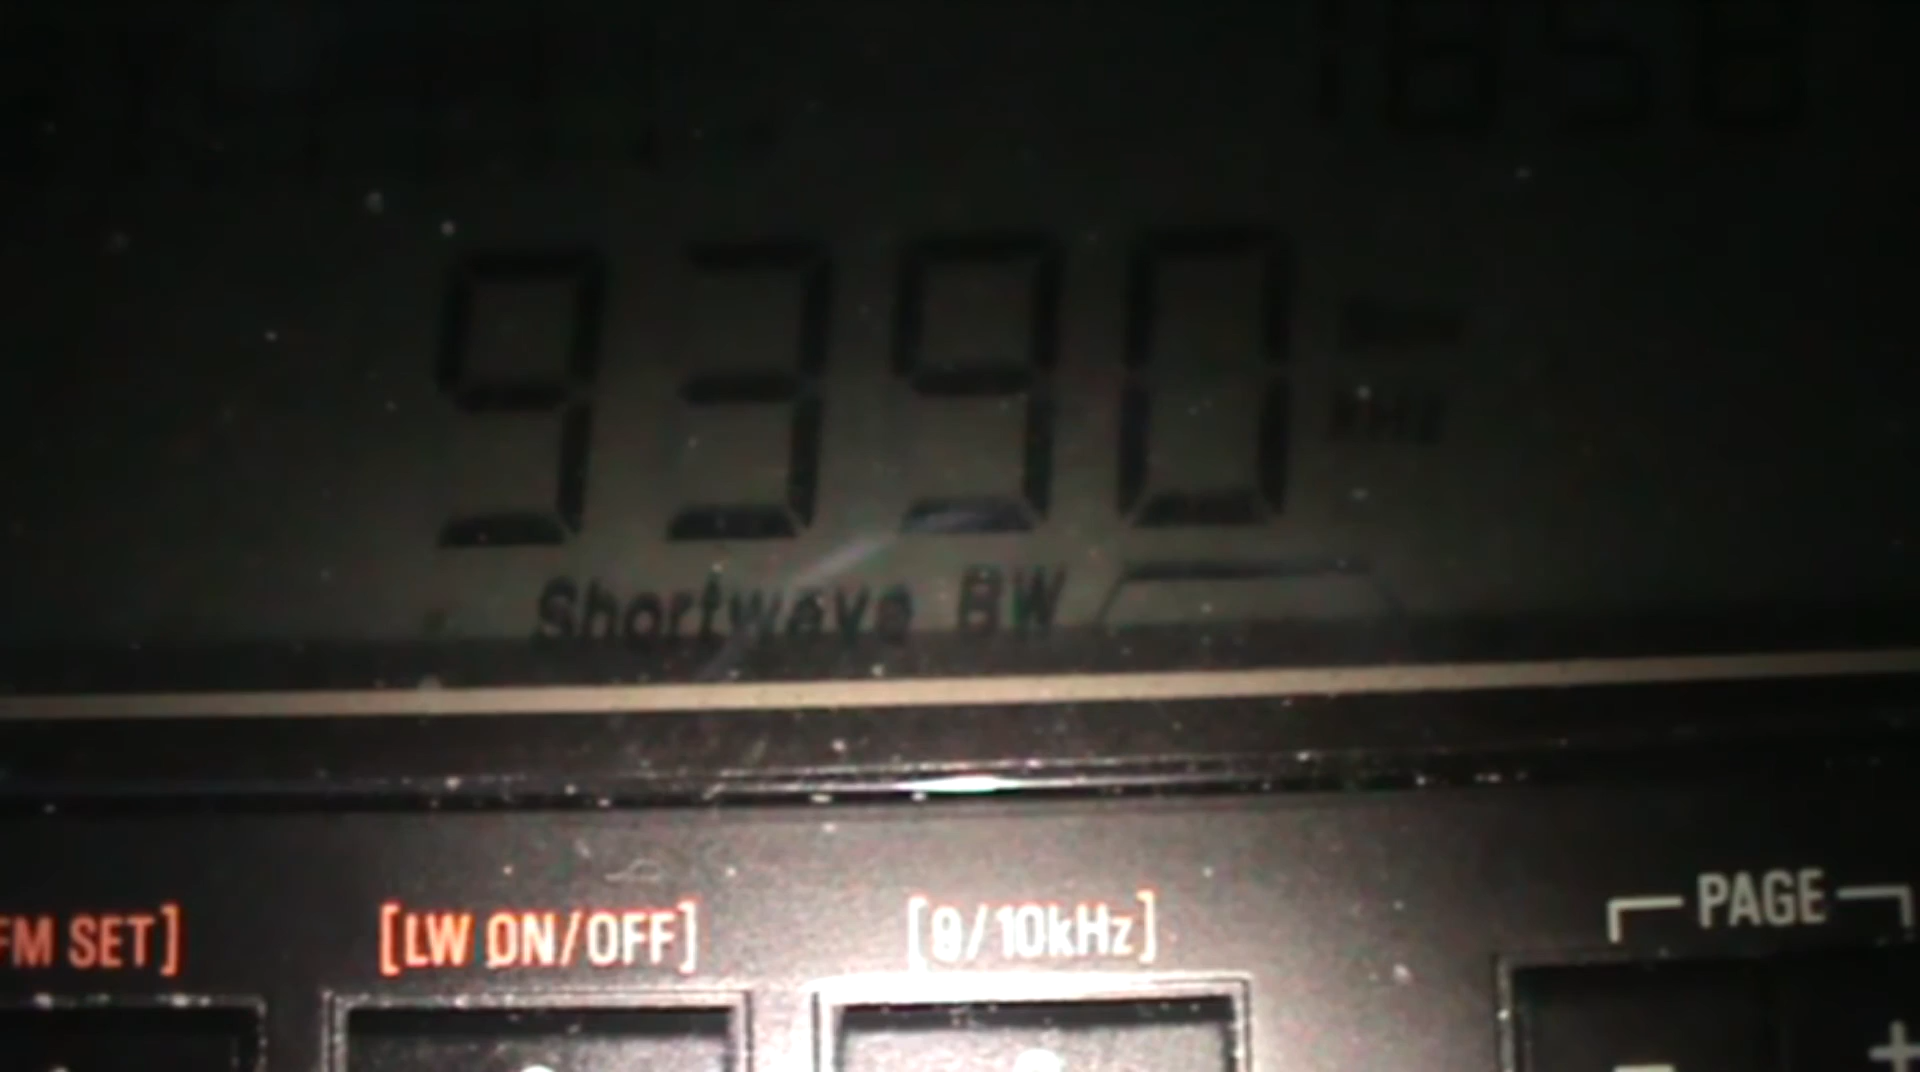 9390
kHz
Shortwave BW
FM SET] [LW ON/OFF] [9/10kHz] PAGE
- +